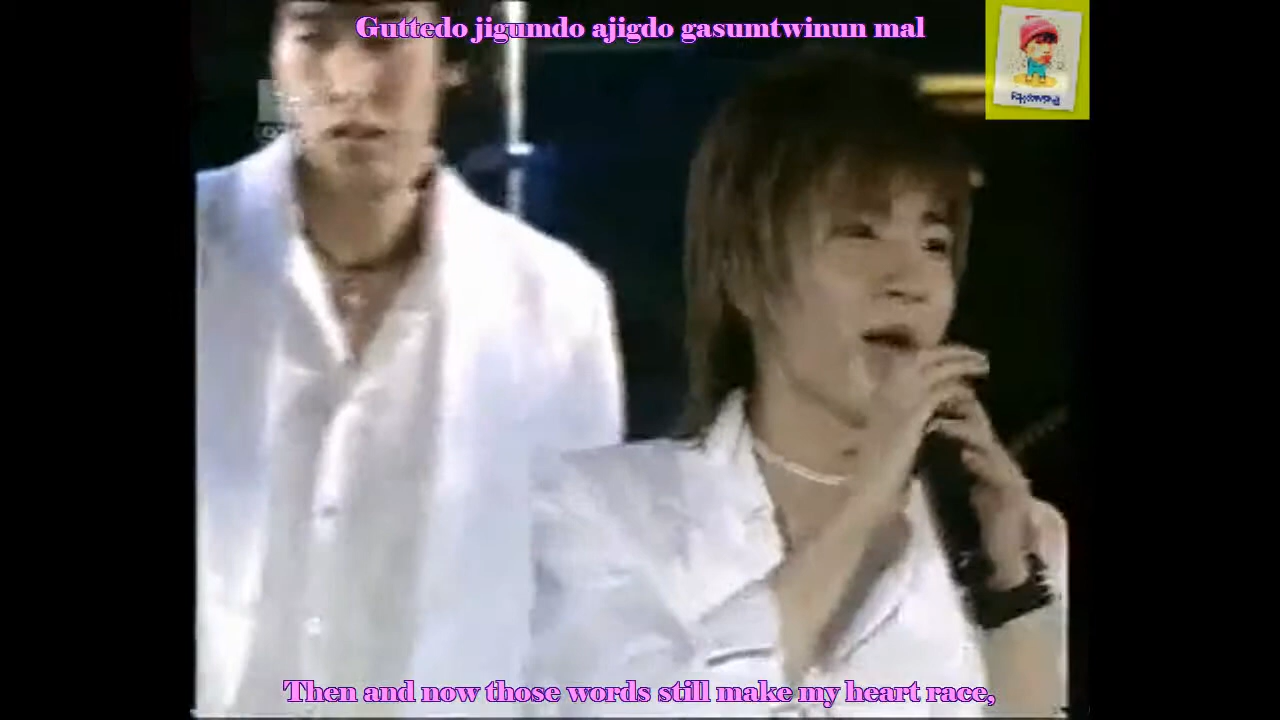 Guttedo jigumdo ajigdo gasumtwinun mal
Then and now those words still make my heart race,